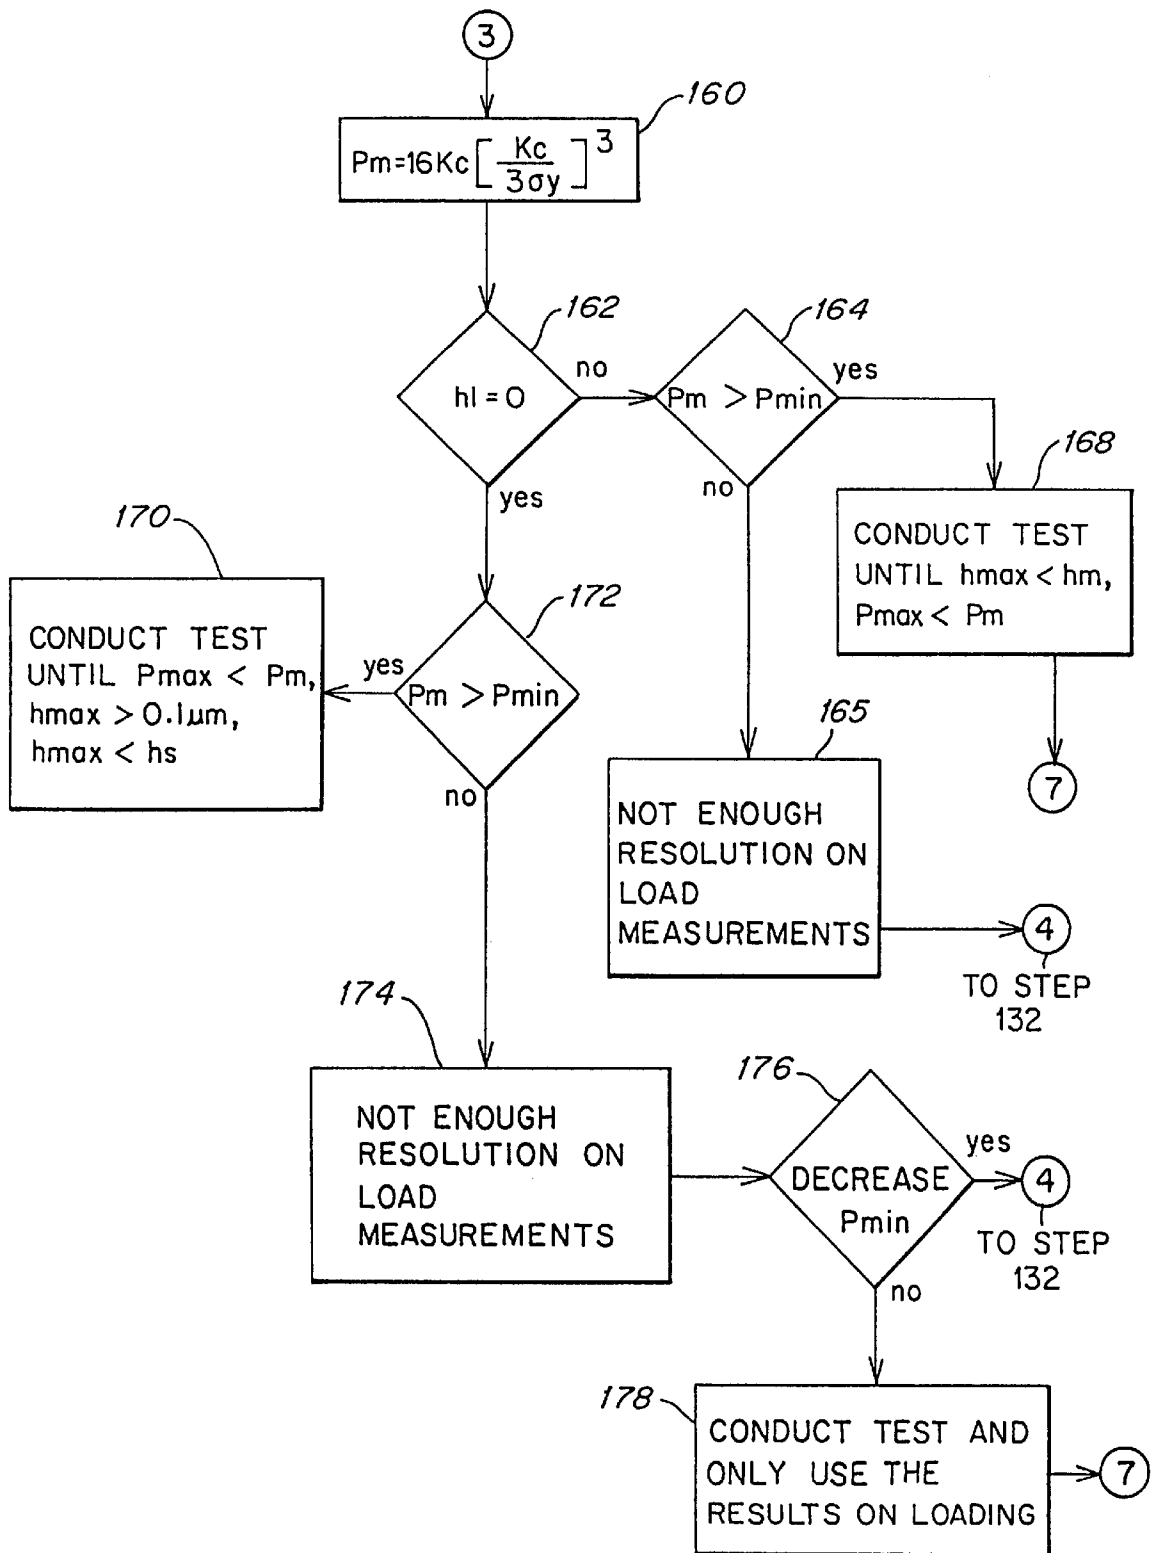 3
160
Pm=16Kc[Kc/3σy]3
162
hl = 0
no
yes
164
Pm > Pmin
yes
no
168
CONDUCT TEST
UNTIL hmax < hm,
Pmax < Pm
7
170
CONDUCT TEST
UNTIL Pmax < Pm,
hmax > 0.1μm,
hmax < hs
172
yes
Pm > Pmin
no
165
NOT ENOUGH
RESOLUTION ON
LOAD
MEASUREMENTS
4
TO STEP
132
174
NOT ENOUGH
RESOLUTION ON
LOAD
MEASUREMENTS
176
DECREASE
Pmin
yes
4
TO STEP
132
no
178
CONDUCT TEST AND
ONLY USE THE
RESULTS ON LOADING
7